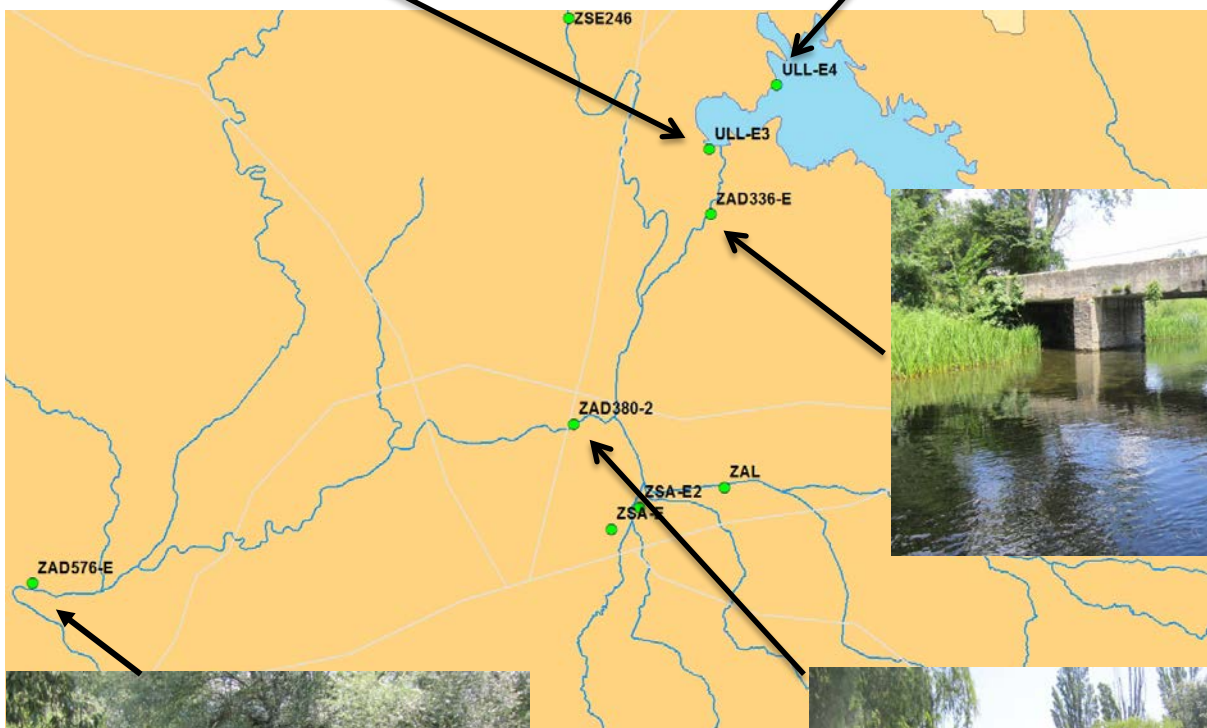 ZSE246
ULL-E4
ULL-E3
ZAD336-E
ZAD380-2
ZAL
ZSA-E2
ZSA-E
ZAD576-E